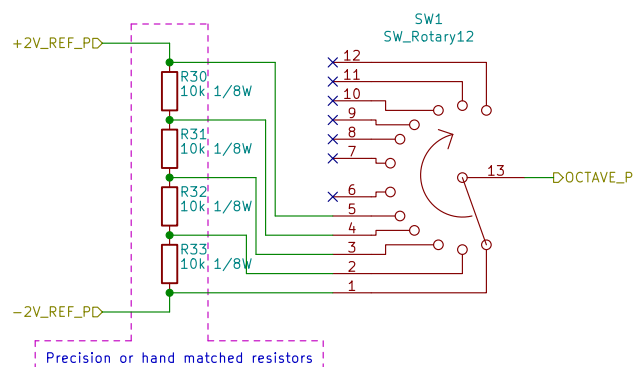 SW1
SW_Rotary12
+2V_REF_P
12
11
R30
10k 1/8W
10
9
R31
10k 1/8W
8
7
R32
10k 1/8W
13
OCTAVE_P
6
5
4
R33
10k 1/8W
3
2
1
-2V_REF_P
Precision or hand matched resistors